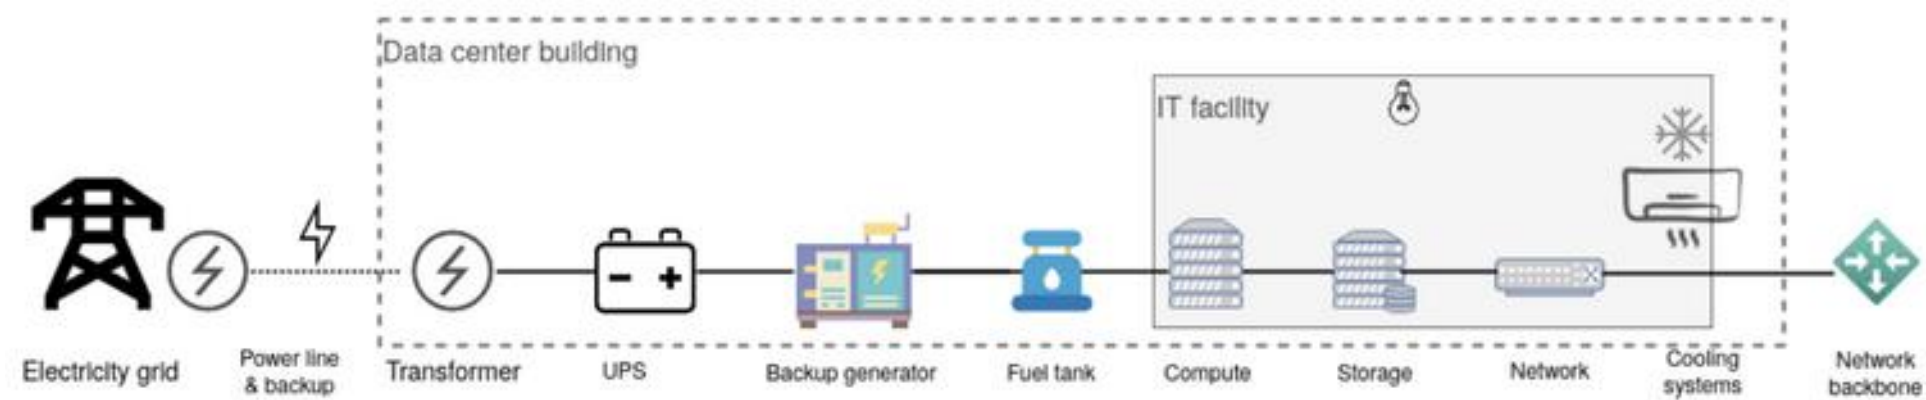 Data center building
IT facility
Electricity grid
Power line
& backup
Transformer
UPS
Backup generator
Fuel tank
Compute
Storage
Network
Cooling
systems
Network
backbone